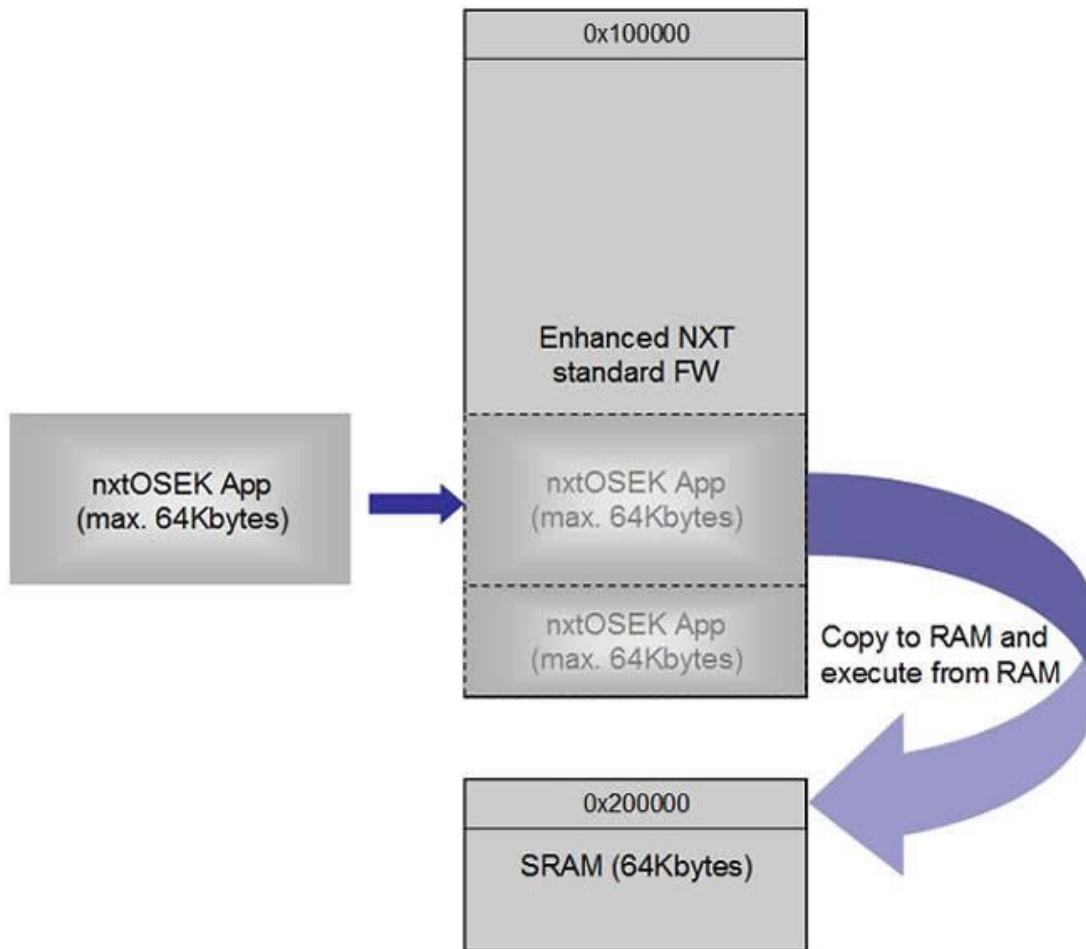 0x100000
Enhanced NXT
standard FW
nxtOSEK App
(max. 64Kbytes)
nxtOSEK App
(max. 64Kbytes)
nxtOSEK App
(max. 64Kbytes)
Copy to RAM and
execute from RAM
0x200000
SRAM (64Kbytes)